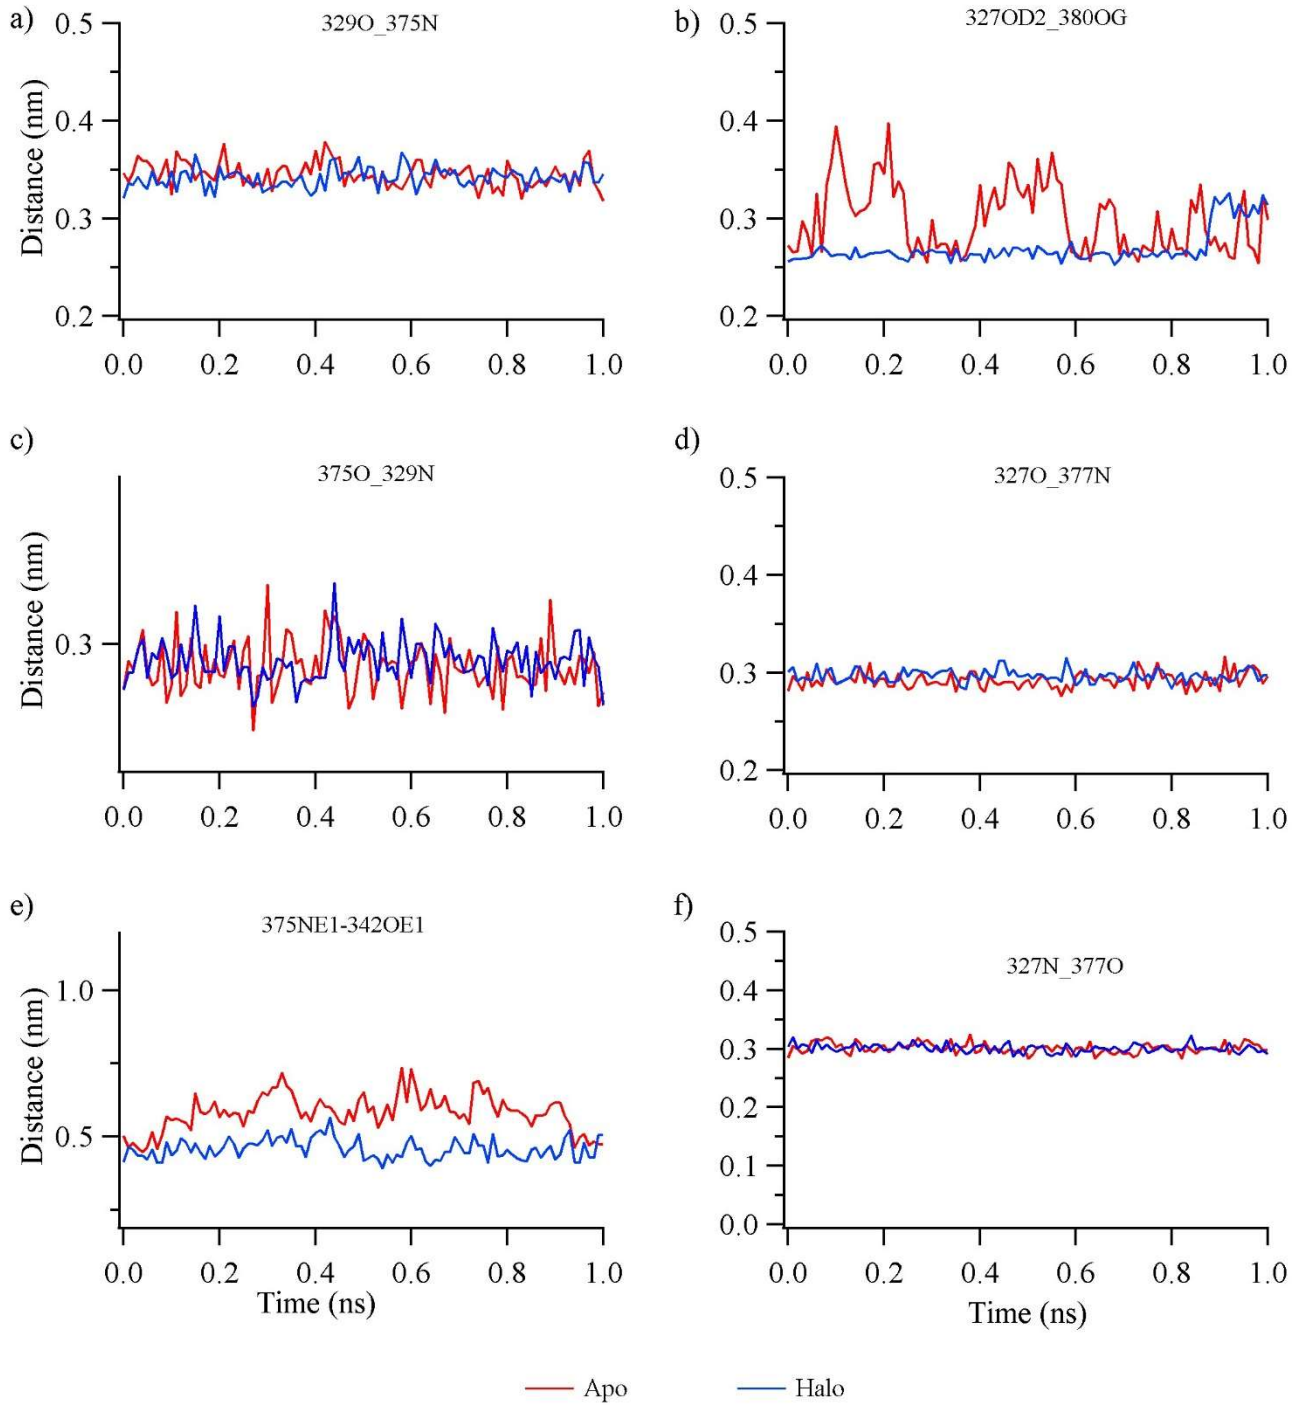 a)
329O_375N
0.5
0.4
0.3
0.2
Distance (nm)
0.0 0.2 0.4 0.6 0.8 1.0
b)
327OD2_380OG
0.5
0.4
0.3
0.2
0.0 0.2 0.4 0.6 0.8 1.0
c)
375O_329N
0.3
Distance (nm)
0.0 0.2 0.4 0.6 0.8 1.0
d)
327O_377N
0.5
0.4
0.3
0.2
0.0 0.2 0.4 0.6 0.8 1.0
e)
375NE1-342OE1
1.0
0.5
Distance (nm)
0.0 0.2 0.4 0.6 0.8 1.0
Time (ns)
f)
327N_377O
0.5
0.4
0.3
0.2
0.1
0.0
0.0 0.2 0.4 0.6 0.8 1.0
Time (ns)
Apo Halo